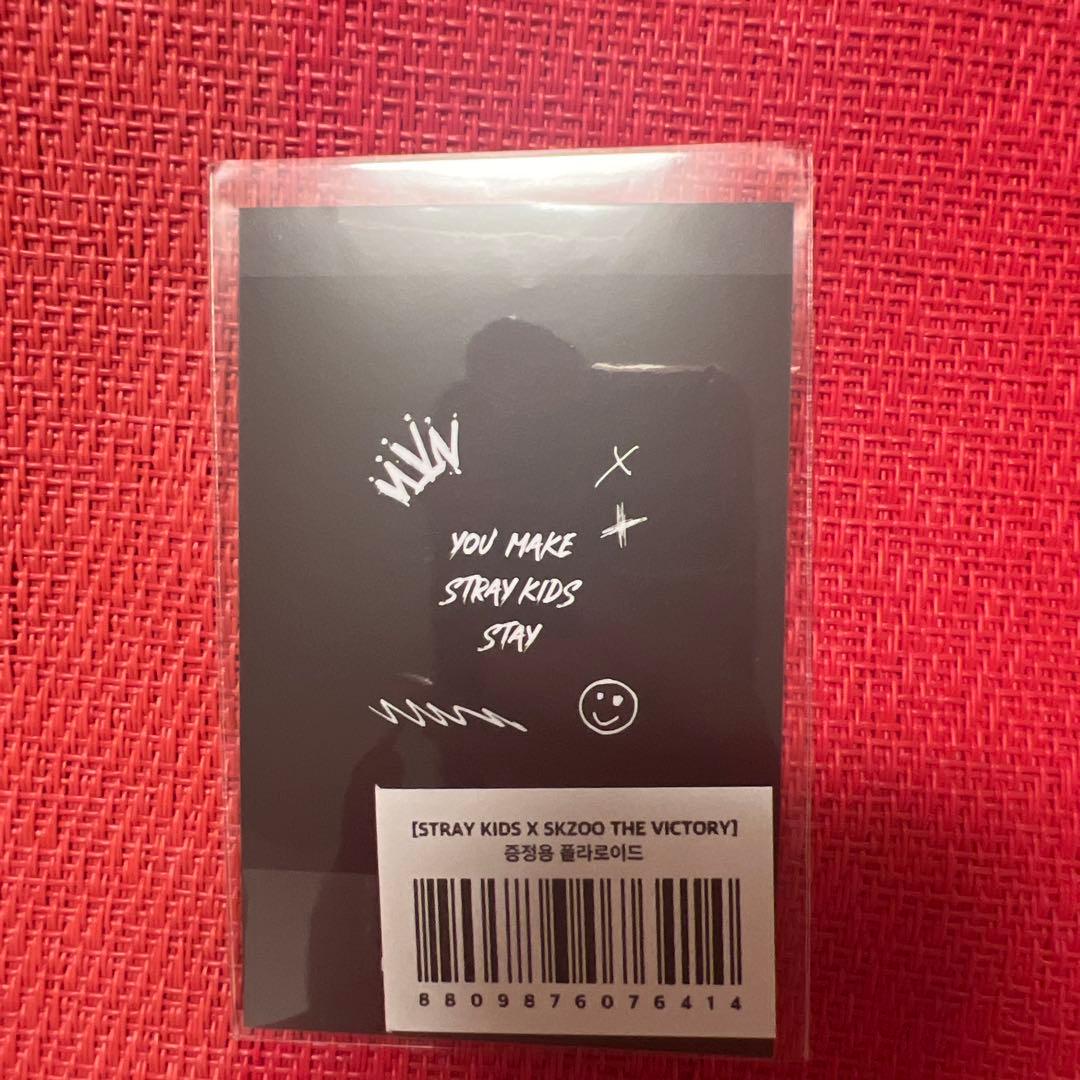 YOU MAKE
STRAY KIDS
STAY
[STRAY KIDS X SKZOO THE VICTORY]
증정용 폴라로이드
8809876076414